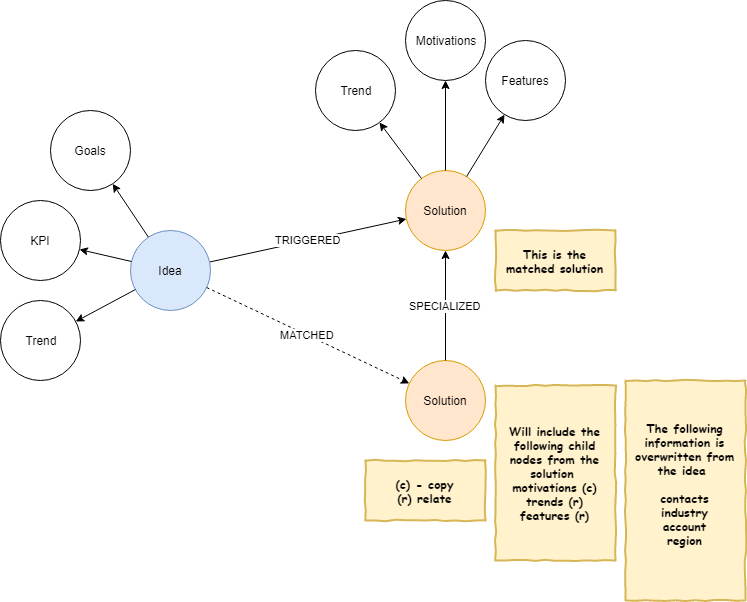 Motivations
Trend
Features
Goals
Solution
KPI
TRIGGERED
Idea
This is the
matched solution
SPECIALIZED
Trend
MATCHED
Solution
(c) - copy
(r) relate
Will include the
following child
nodes from the
solution
motivations (c)
trends (r)
features (r)
The following
information is
overwritten from
the idea
contacts
industry
account
region